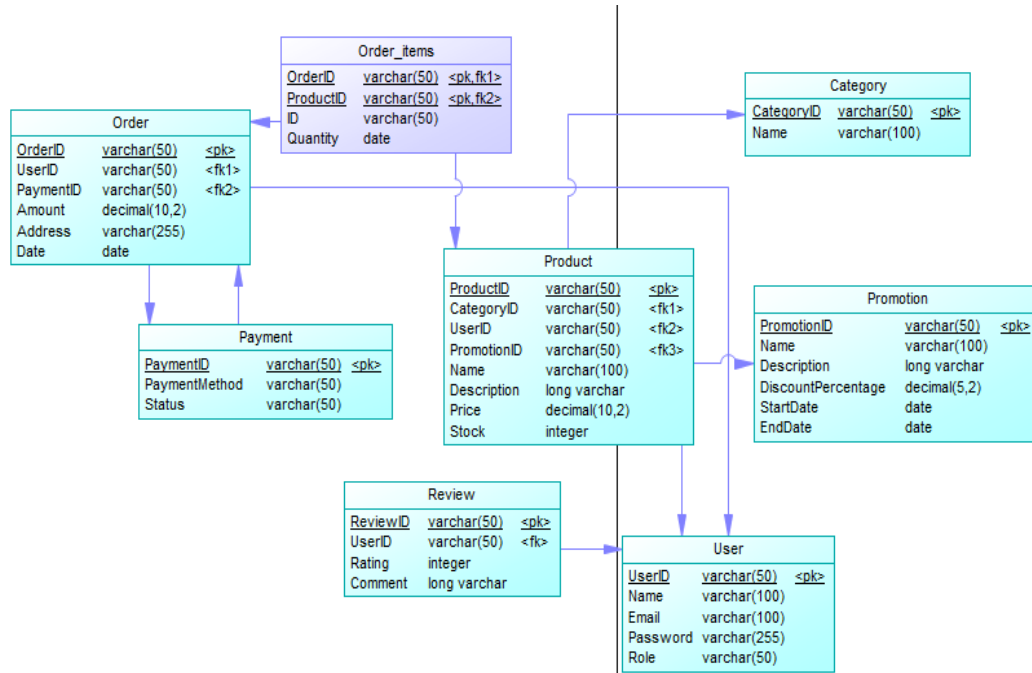 Order_items
OrderID varchar(50) <pk,fk1>
ProductID varchar(50) <pk,fk2>
ID varchar(50)
Quantity date
Category
CategoryID varchar(50) <pk>
Name varchar(100)
Order
OrderID varchar(50) <pk>
UserID varchar(50) <fk1>
PaymentID varchar(50) <fk2>
Amount decimal(10,2)
Address varchar(255)
Date date
Product
ProductID varchar(50) <pk>
CategoryID varchar(50) <fk1>
UserID varchar(50) <fk2>
PromotionID varchar(50) <fk3>
Name varchar(100)
Description long varchar
Price decimal(10,2)
Stock integer
Promotion
PromotionID varchar(50) <pk>
Name varchar(100)
Description long varchar
DiscountPercentage decimal(5,2)
StartDate date
EndDate date
Payment
PaymentID varchar(50) <pk>
PaymentMethod varchar(50)
Status varchar(50)
Review
ReviewID varchar(50) <pk>
UserID varchar(50) <fk>
Rating integer
Comment long varchar
User
UserID varchar(50) <pk>
Name varchar(100)
Email varchar(100)
Password varchar(255)
Role varchar(50)